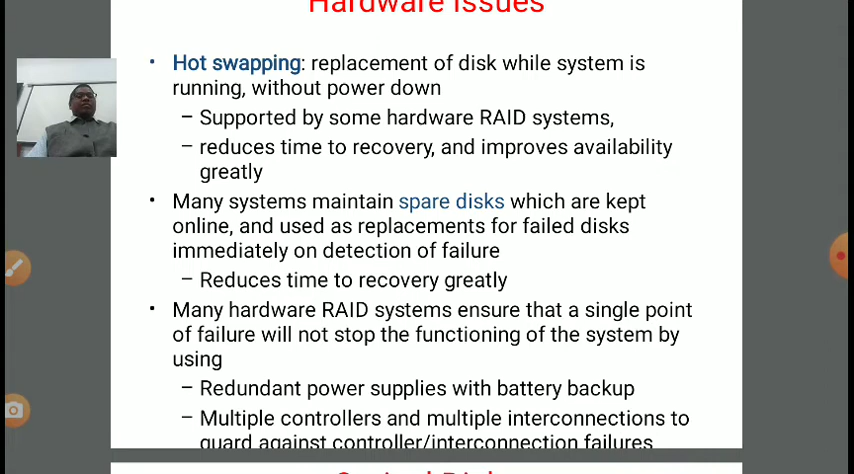 Hardware Issues
• Hot swapping: replacement of disk while system is
running, without power down
– Supported by some hardware RAID systems,
– reduces time to recovery, and improves availability
greatly
• Many systems maintain spare disks which are kept
online, and used as replacements for failed disks
immediately on detection of failure
– Reduces time to recovery greatly
• Many hardware RAID systems ensure that a single point
of failure will not stop the functioning of the system by
using
– Redundant power supplies with battery backup
– Multiple controllers and multiple interconnections to
guard against controller/interconnection failures